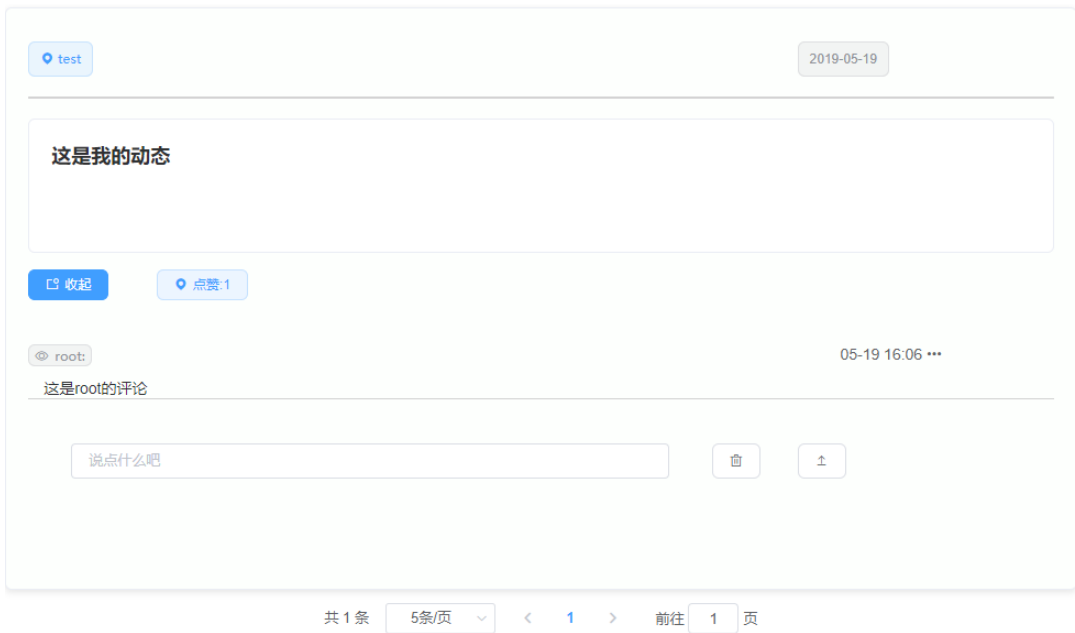 test 2019-05-19
这是我的动态
收起 点赞:1
root: 05-19 16:06 •••
这是root的评论
说点什么吧
共 1 条 5条/页 < 1 > 前往 1 页